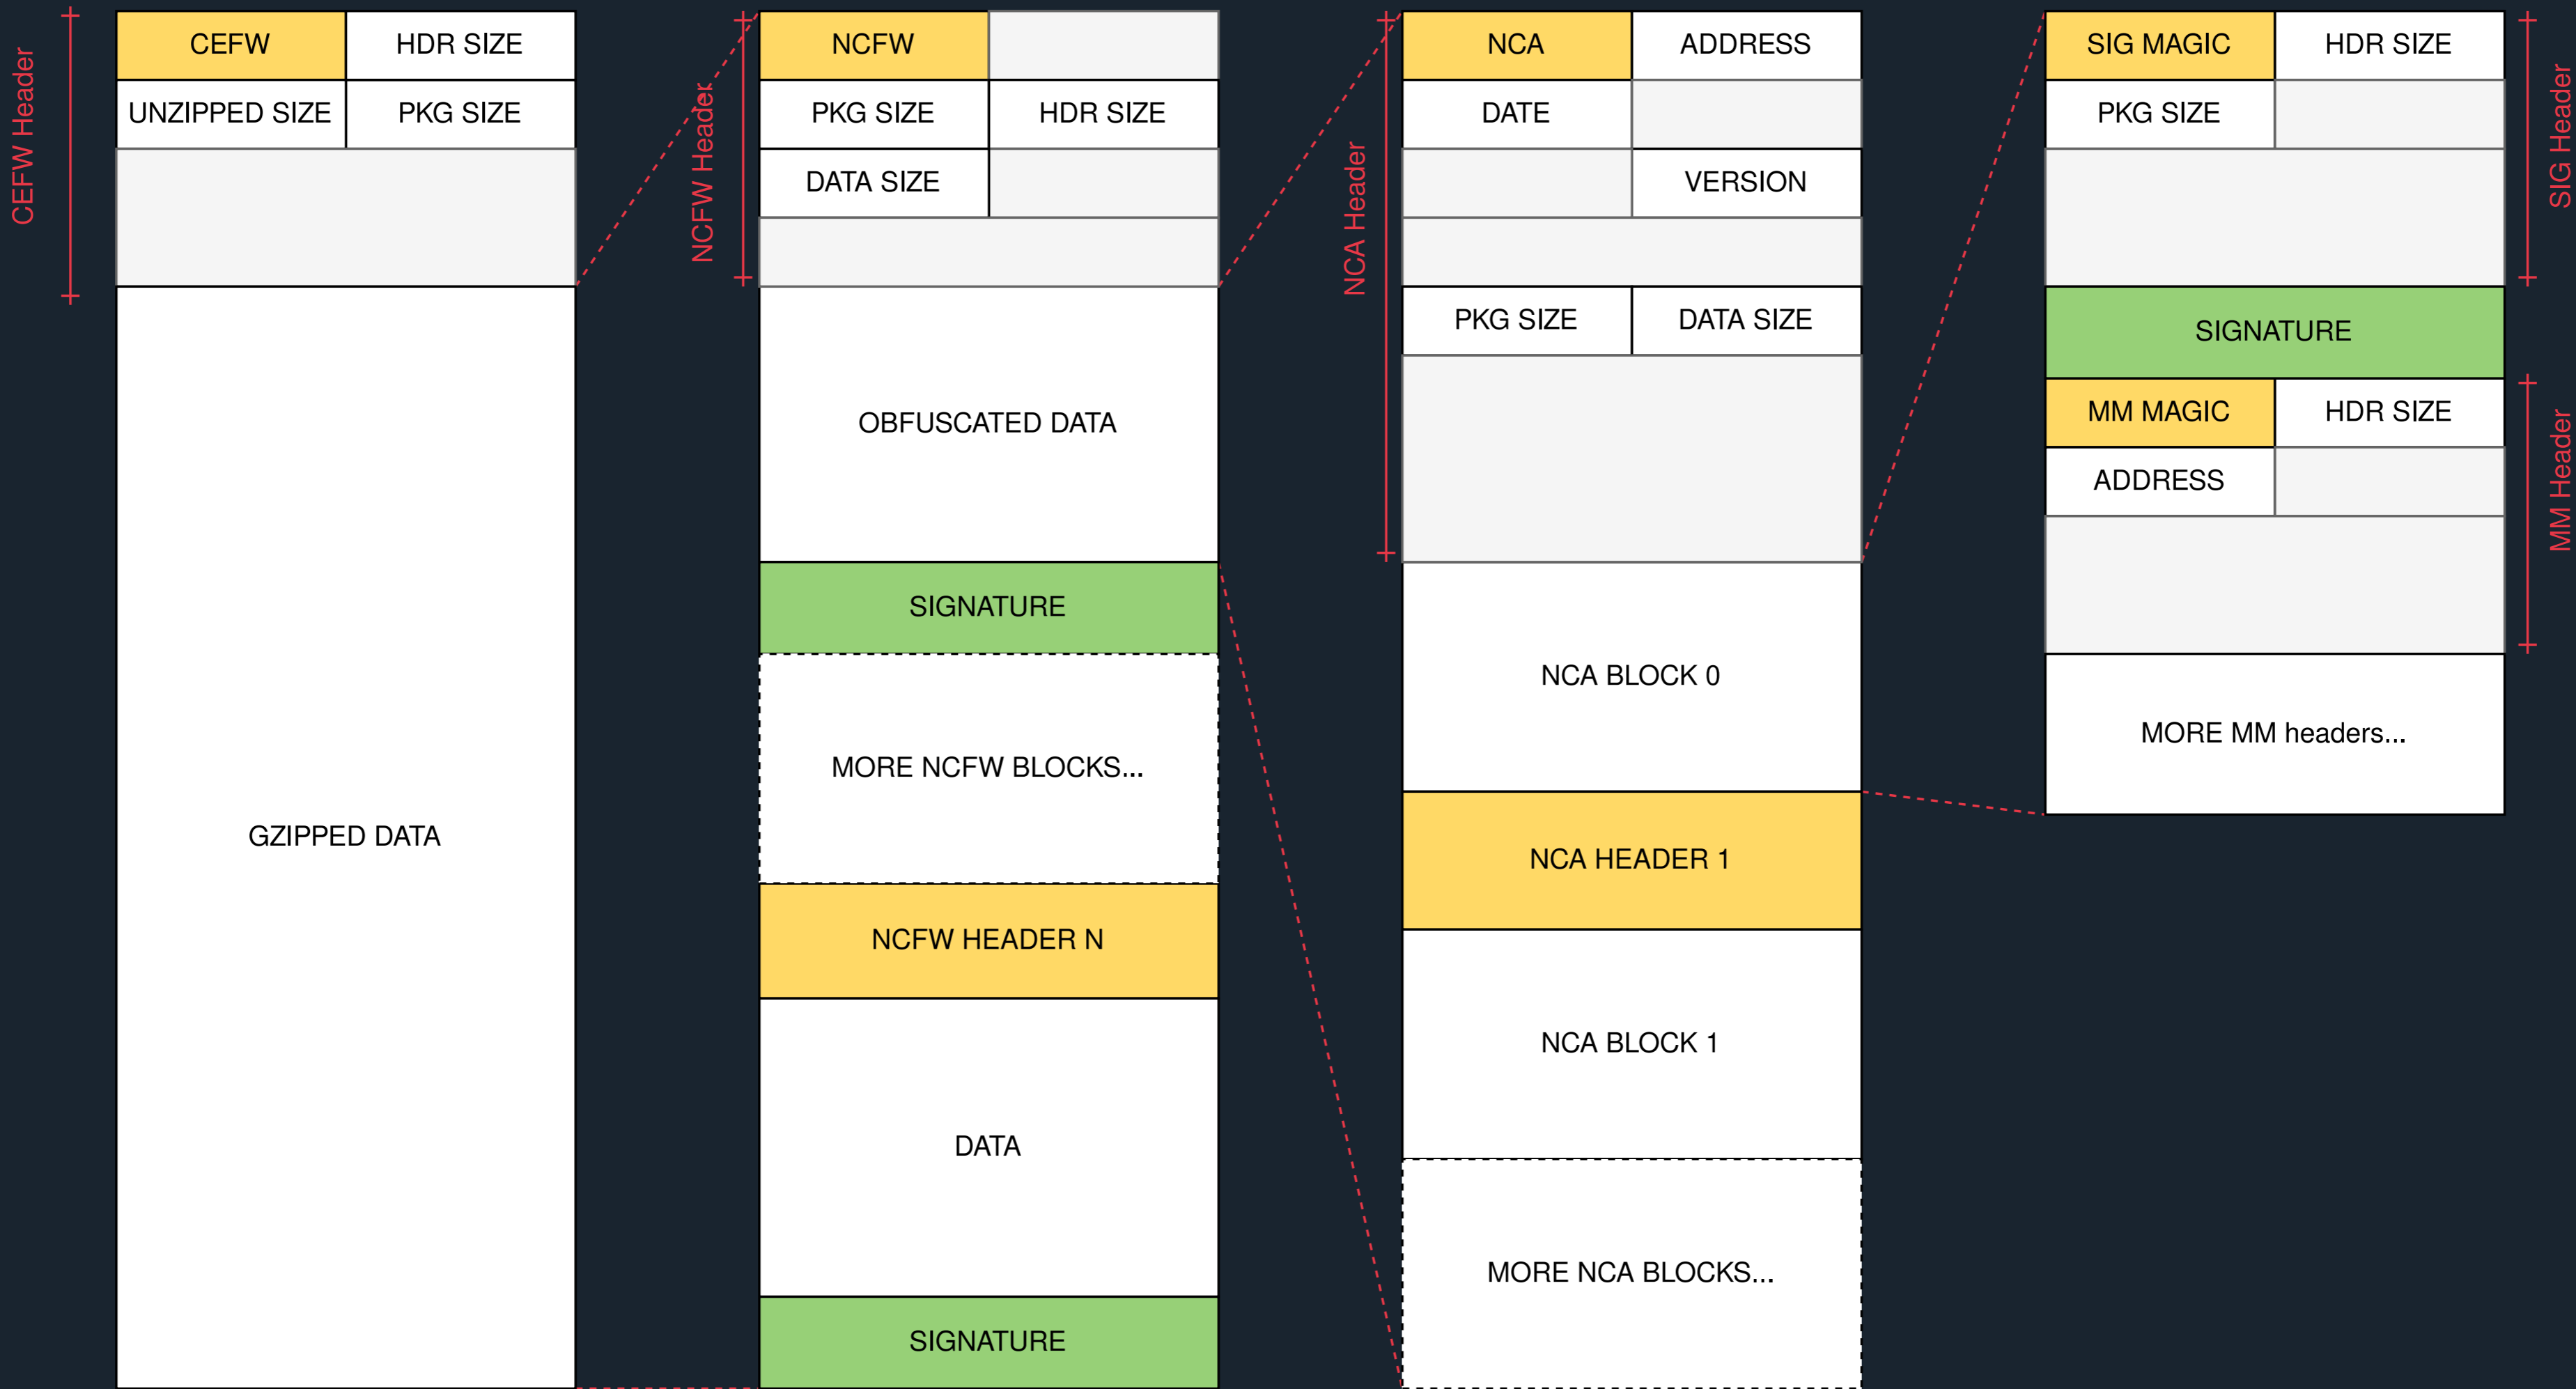 CEFW Header
CEFW
HDR SIZE
UNZIPPED SIZE
PKG SIZE
GZIPPED DATA
NCFW Header
NCFW
PKG SIZE
HDR SIZE
DATA SIZE
OBFUSCATED DATA
SIGNATURE
MORE NCFW BLOCKS...
NCFW HEADER N
DATA
SIGNATURE
NCA Header
NCA
ADDRESS
DATE
VERSION
PKG SIZE
DATA SIZE
NCA BLOCK 0
NCA HEADER 1
NCA BLOCK 1
MORE NCA BLOCKS...
SIG MAGIC
HDR SIZE
PKG SIZE
SIG Header
SIGNATURE
MM MAGIC
HDR SIZE
ADDRESS
MM Header
MORE MM headers...